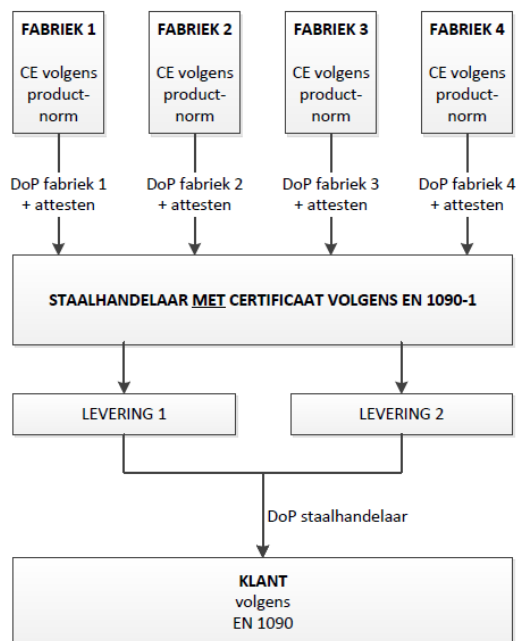 FABRIEK 1
CE volgens
product-
norm
FABRIEK 2
CE volgens
product-
norm
FABRIEK 3
CE volgens
product-
norm
FABRIEK 4
CE volgens
product-
norm
DoP fabriek 1
+ attesten
DoP fabriek 2
+ attesten
DoP fabriek 3
+ attesten
DoP fabriek 4
+ attesten
STAALHANDELAAR MET CERTIFICAAT VOLGENS EN 1090-1
LEVERING 1
LEVERING 2
DoP staalhandelaar
KLANT
volgens
EN 1090